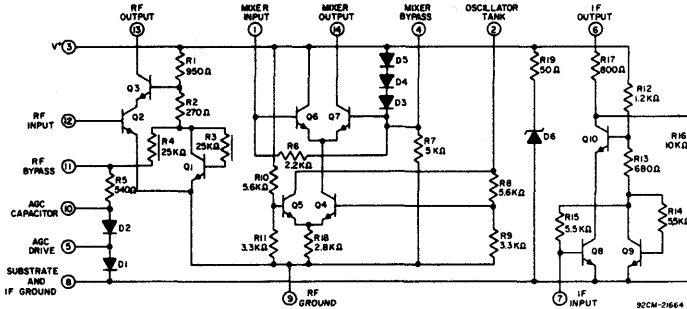 RF OUTPUT
13
MIXER INPUT
1
MIXER OUTPUT
14
MIXER BYPASS
4
OSCILLATOR TANK
2
IF OUTPUT
6
V+ 3
R1
950Ω
Q3
R2
270Ω
Q2
RF INPUT 12
R4
25KΩ
R3
25KΩ
Q1
RF BYPASS 11
R5
540Ω
AGC CAPACITOR 10
D2
AGC DRIVE 5
D1
SUBSTRATE AND IF GROUND 8
D5
D4
D3
Q6
Q7
R6
2.2KΩ
R7
5KΩ
R10
5.6KΩ
Q5
Q4
R8
5.6KΩ
R11
3.3KΩ
R18
2.8KΩ
R9
3.3KΩ
9 RF GROUND
R19
50Ω
D6
R17
800Ω
R12
1.2KΩ
Q10
R16
10KΩ
R13
680Ω
R15
5.5KΩ
R14
5.5KΩ
Q8
Q9
7 IF INPUT
92CM-21664